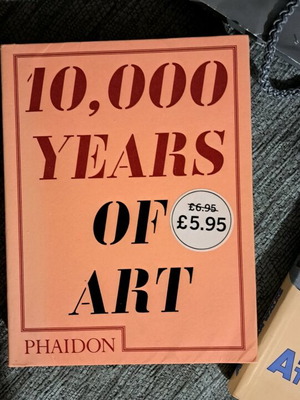 10,000
YEARS
OF
£6.95
£5.95
ART
PHAIDON